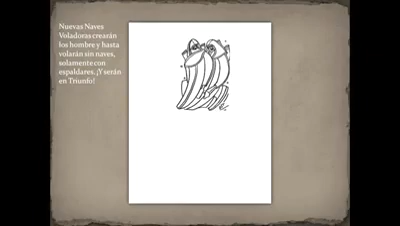 Nuevas Naves
Voladoras crearán
los hombre y hasta
volarán sin naves,
solamente con
espaldares. ¡Y serán
en Triunfo!